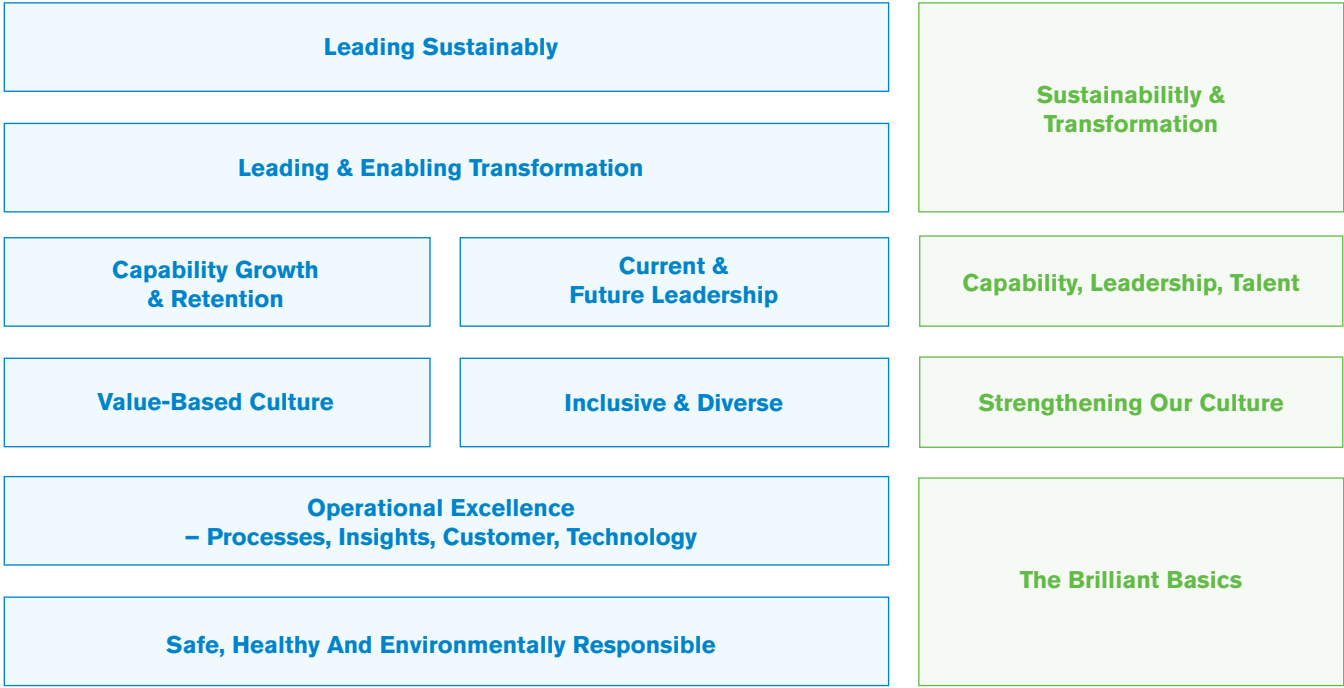 Leading Sustainably
Sustainabilitly &
Transformation
Leading & Enabling Transformation
Capability Growth
& Retention
Current &
Future Leadership
Capability, Leadership, Talent
Value-Based Culture
Inclusive & Diverse
Strengthening Our Culture
Operational Excellence
– Processes, Insights, Customer, Technology
The Brilliant Basics
Safe, Healthy And Environmentally Responsible